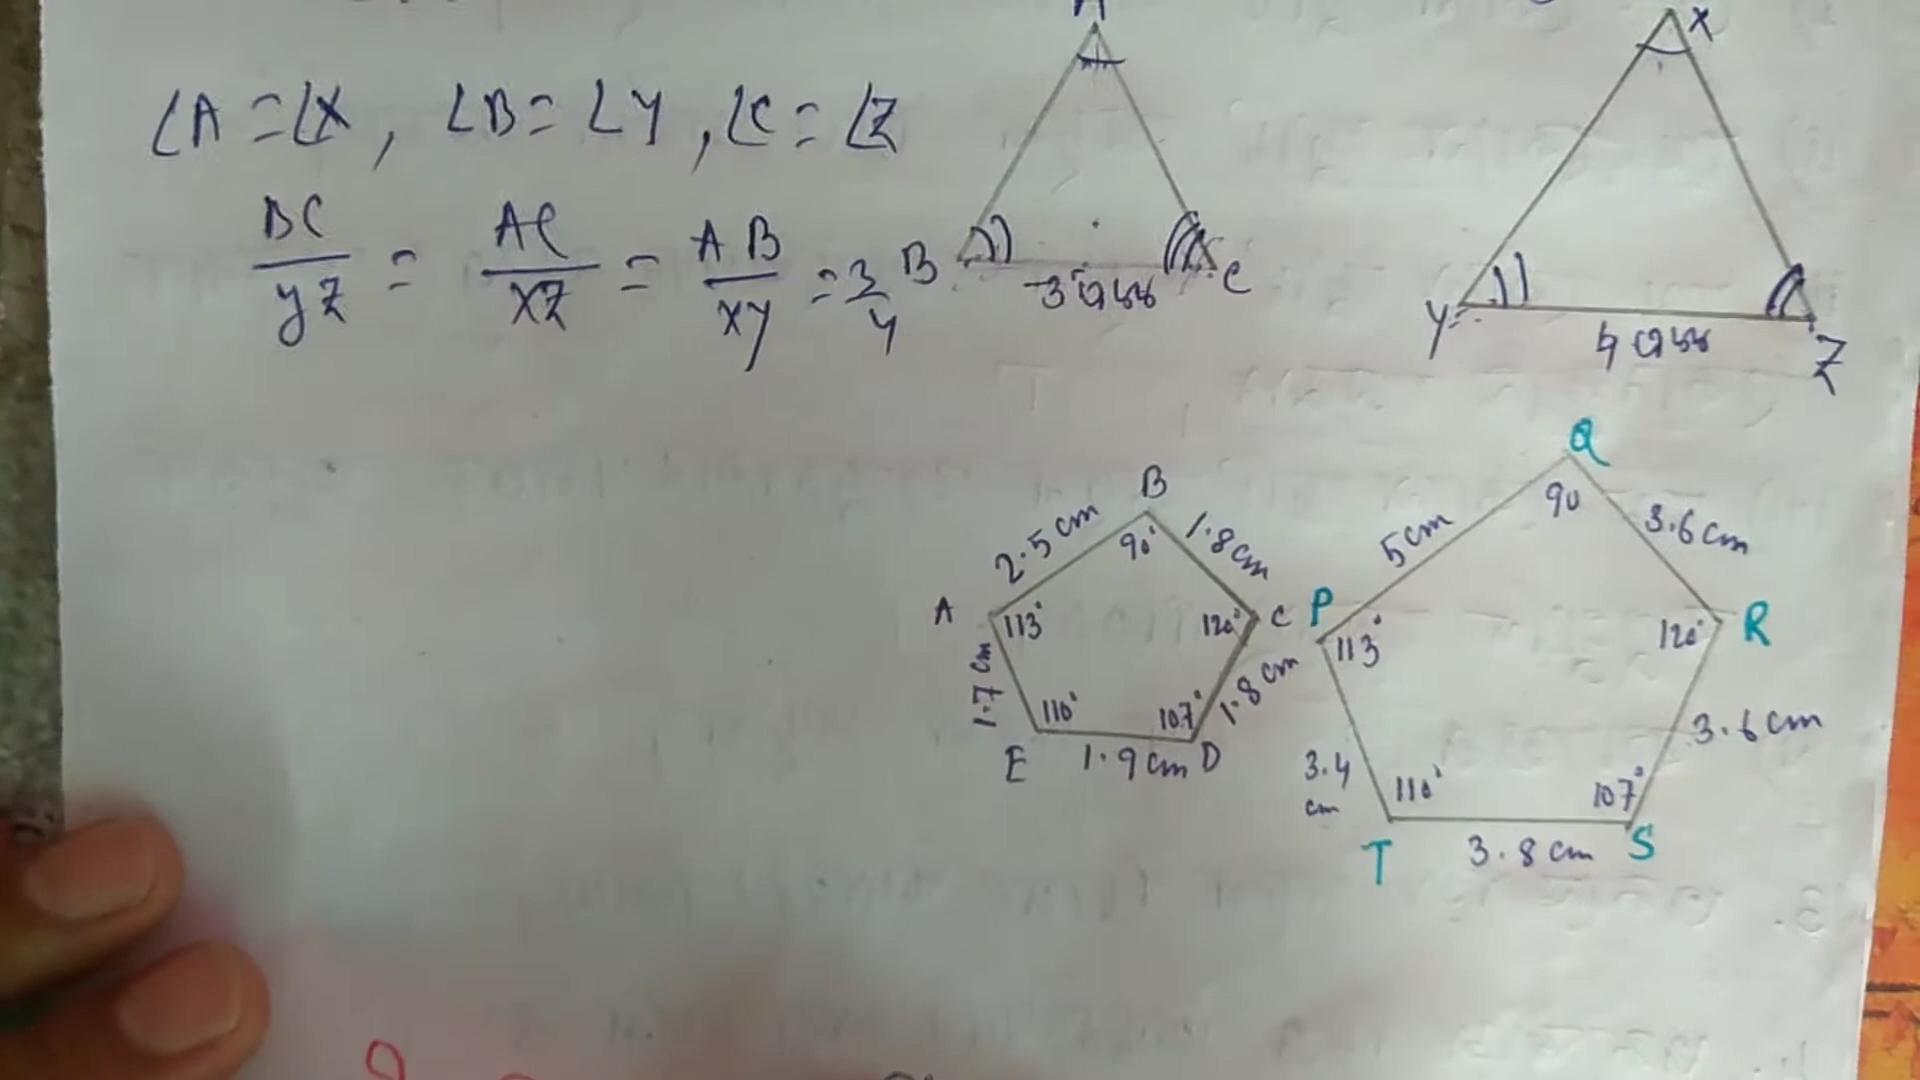 A
X
∠A = ∠X, ∠B = ∠Y, ∠C = ∠Z
BC/YZ = AC/XZ = AB/XY = 3/4
B
C
Y
Z
Q
B
90
2.5 cm
1.8 cm
5cm
3.6 cm
90°
A
113°
120°
C
P
113°
120°
R
1.7 cm
1.8 cm
110°
107°
3.6 cm
E
1.9 cm
D
3.4
cm
110°
107°
T
3.8 cm
S